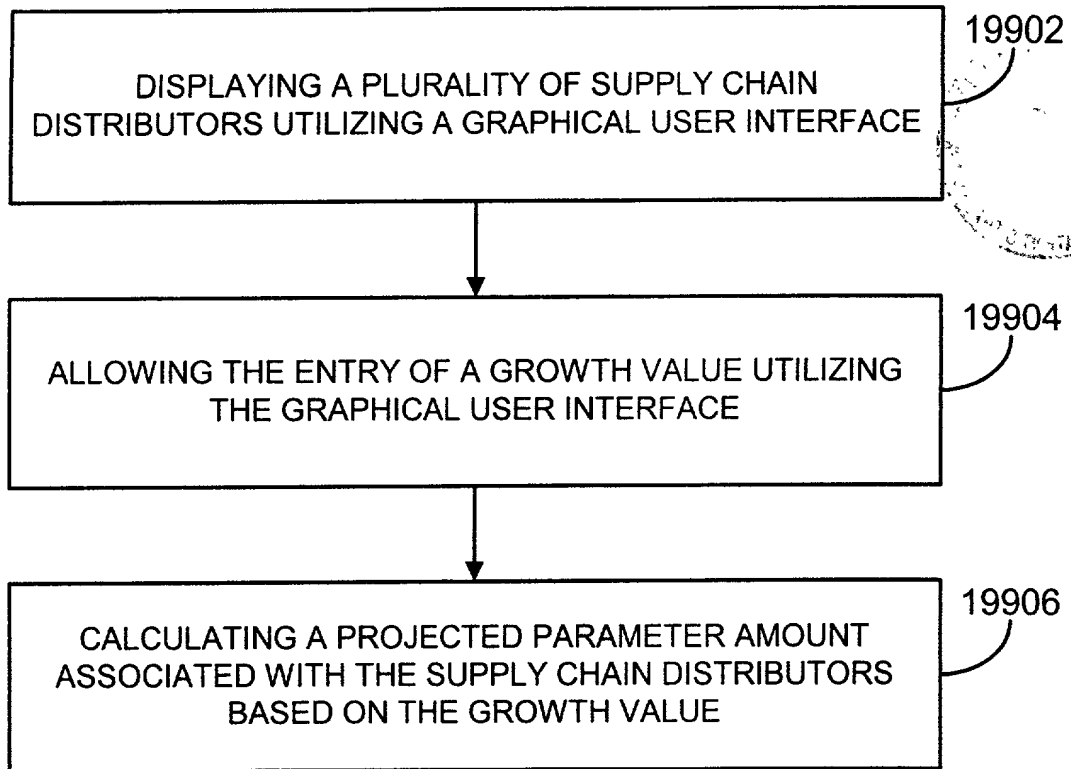 19902
DISPLAYING A PLURALITY OF SUPPLY CHAIN
DISTRIBUTORS UTILIZING A GRAPHICAL USER INTERFACE
19904
ALLOWING THE ENTRY OF A GROWTH VALUE UTILIZING
THE GRAPHICAL USER INTERFACE
19906
CALCULATING A PROJECTED PARAMETER AMOUNT
ASSOCIATED WITH THE SUPPLY CHAIN DISTRIBUTORS
BASED ON THE GROWTH VALUE